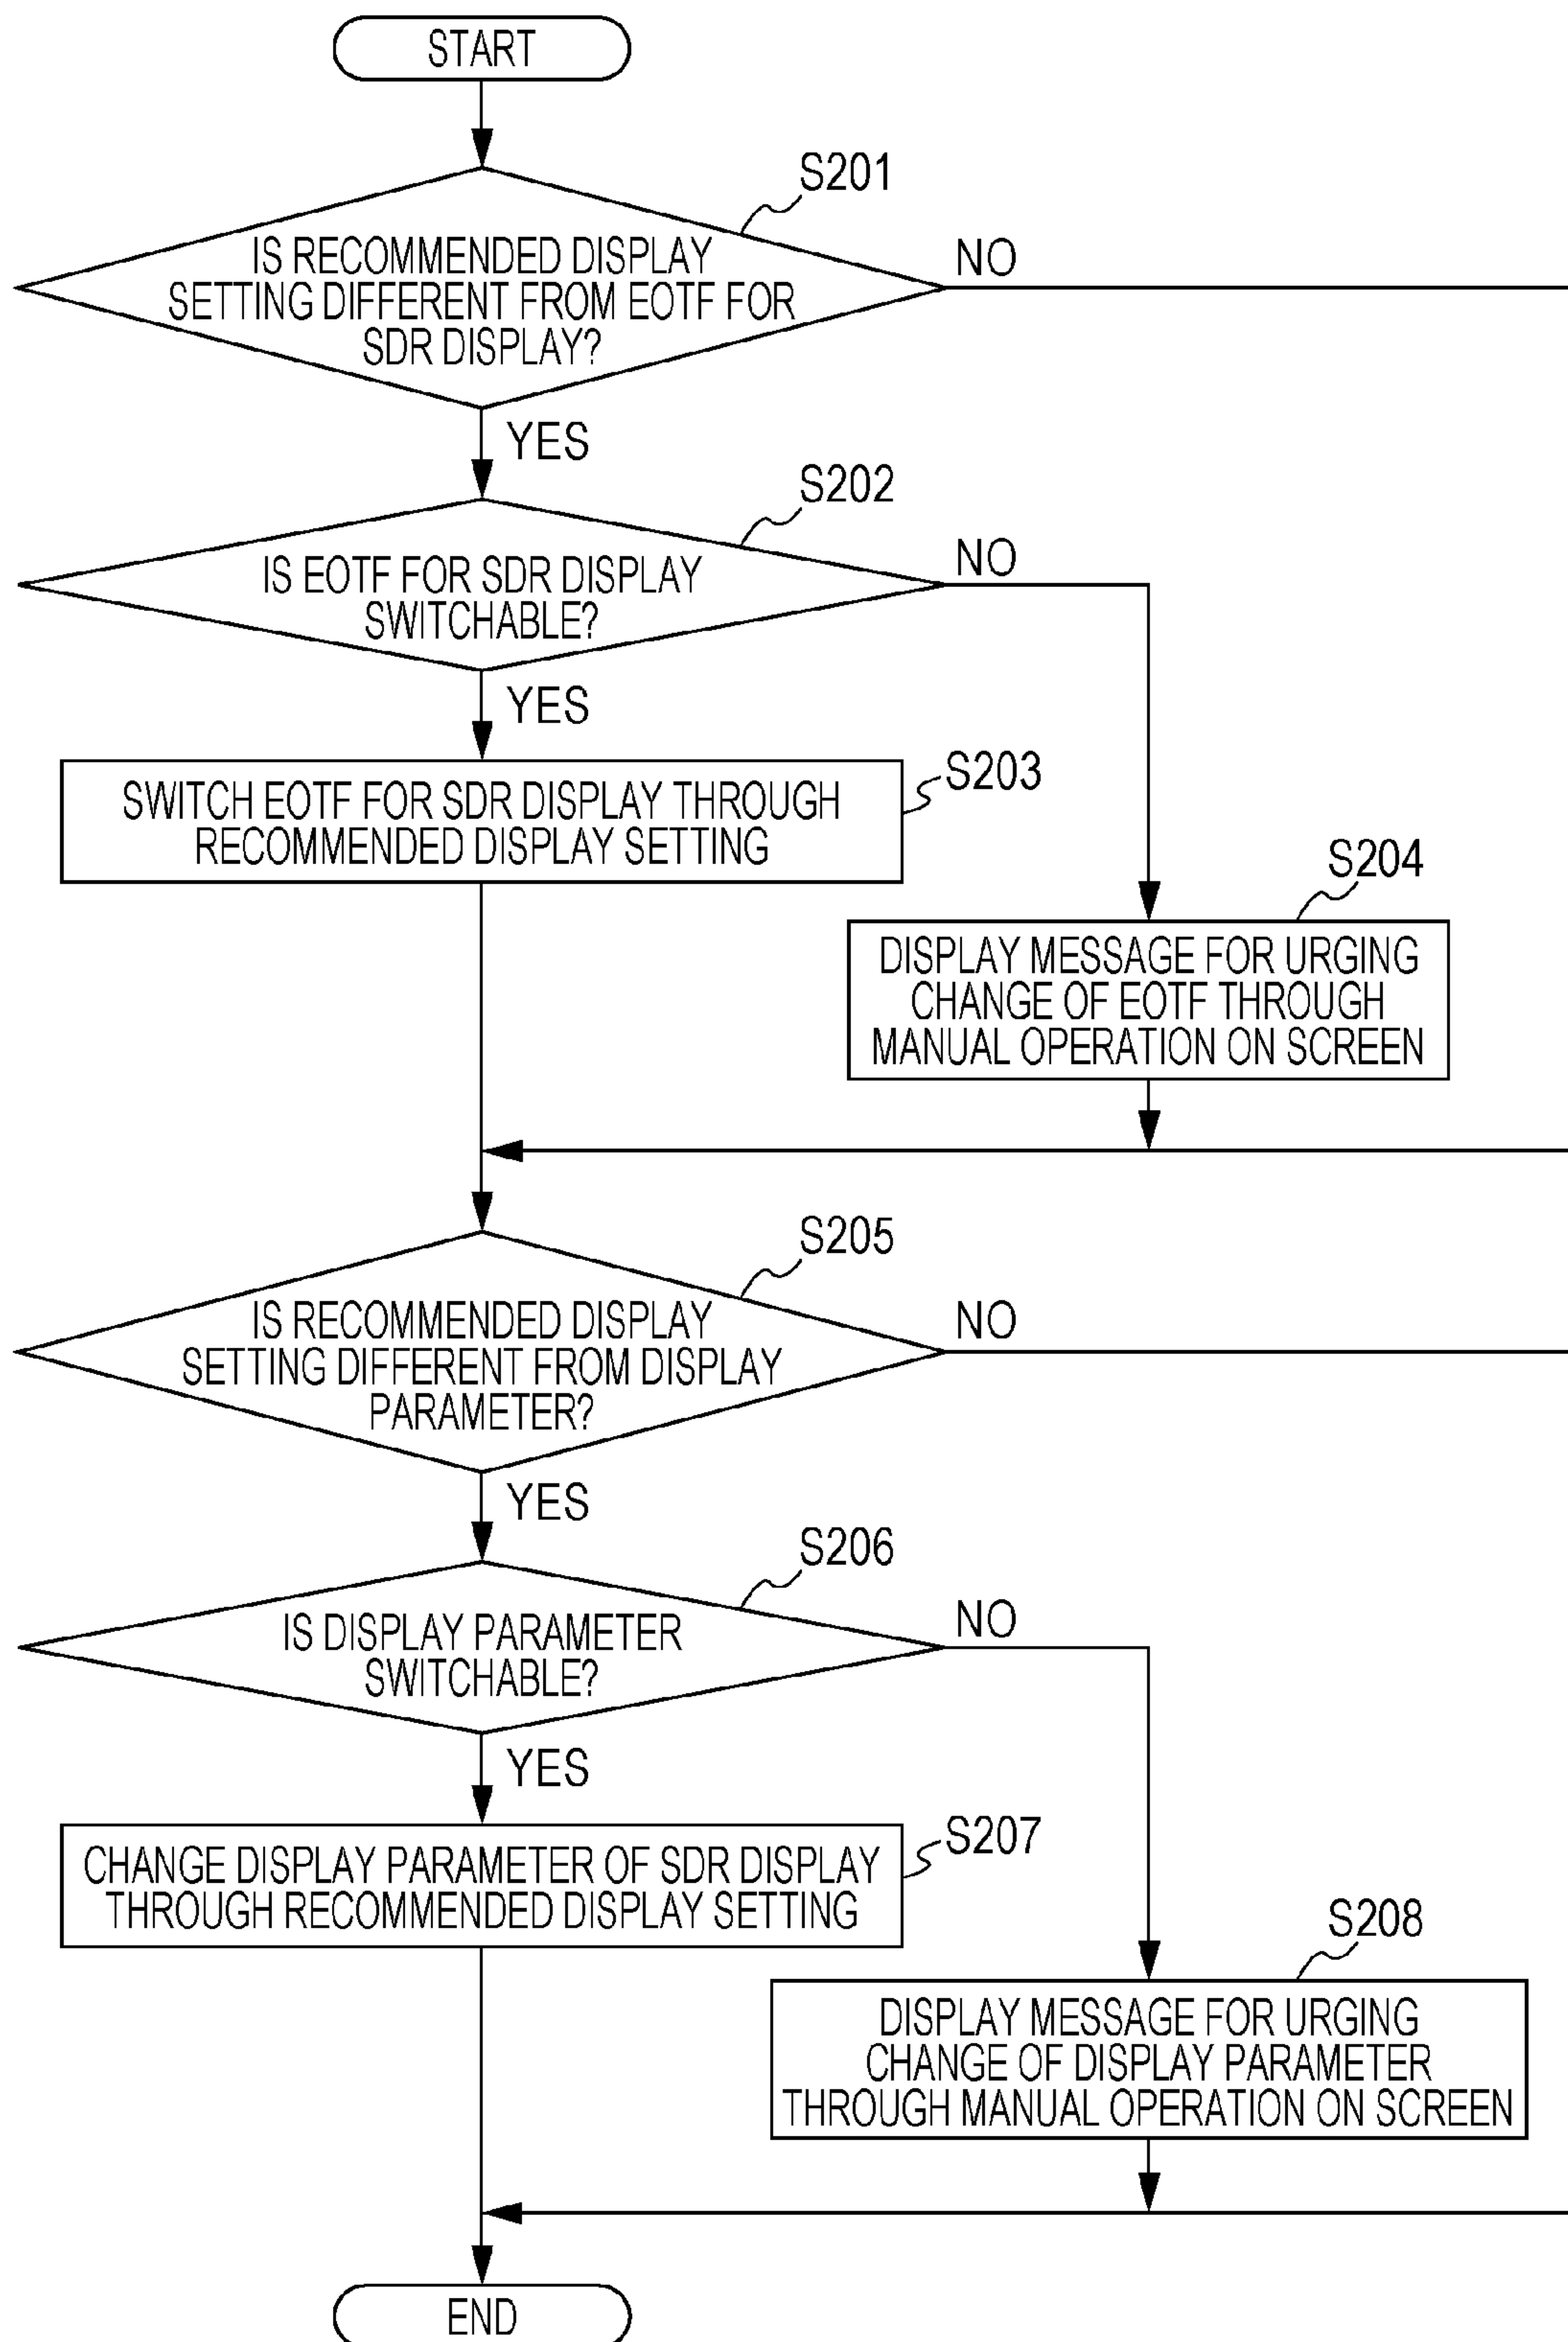 START
S201
IS RECOMMENDED DISPLAY
SETTING DIFFERENT FROM EOTF FOR
SDR DISPLAY?
NO
YES
S202
IS EOTF FOR SDR DISPLAY
SWITCHABLE?
NO
YES
S203
SWITCH EOTF FOR SDR DISPLAY THROUGH
RECOMMENDED DISPLAY SETTING
S204
DISPLAY MESSAGE FOR URGING
CHANGE OF EOTF THROUGH
MANUAL OPERATION ON SCREEN
S205
IS RECOMMENDED DISPLAY
SETTING DIFFERENT FROM DISPLAY
PARAMETER?
NO
YES
S206
IS DISPLAY PARAMETER
SWITCHABLE?
NO
YES
S207
CHANGE DISPLAY PARAMETER OF SDR DISPLAY
THROUGH RECOMMENDED DISPLAY SETTING
S208
DISPLAY MESSAGE FOR URGING
CHANGE OF DISPLAY PARAMETER
THROUGH MANUAL OPERATION ON SCREEN
END